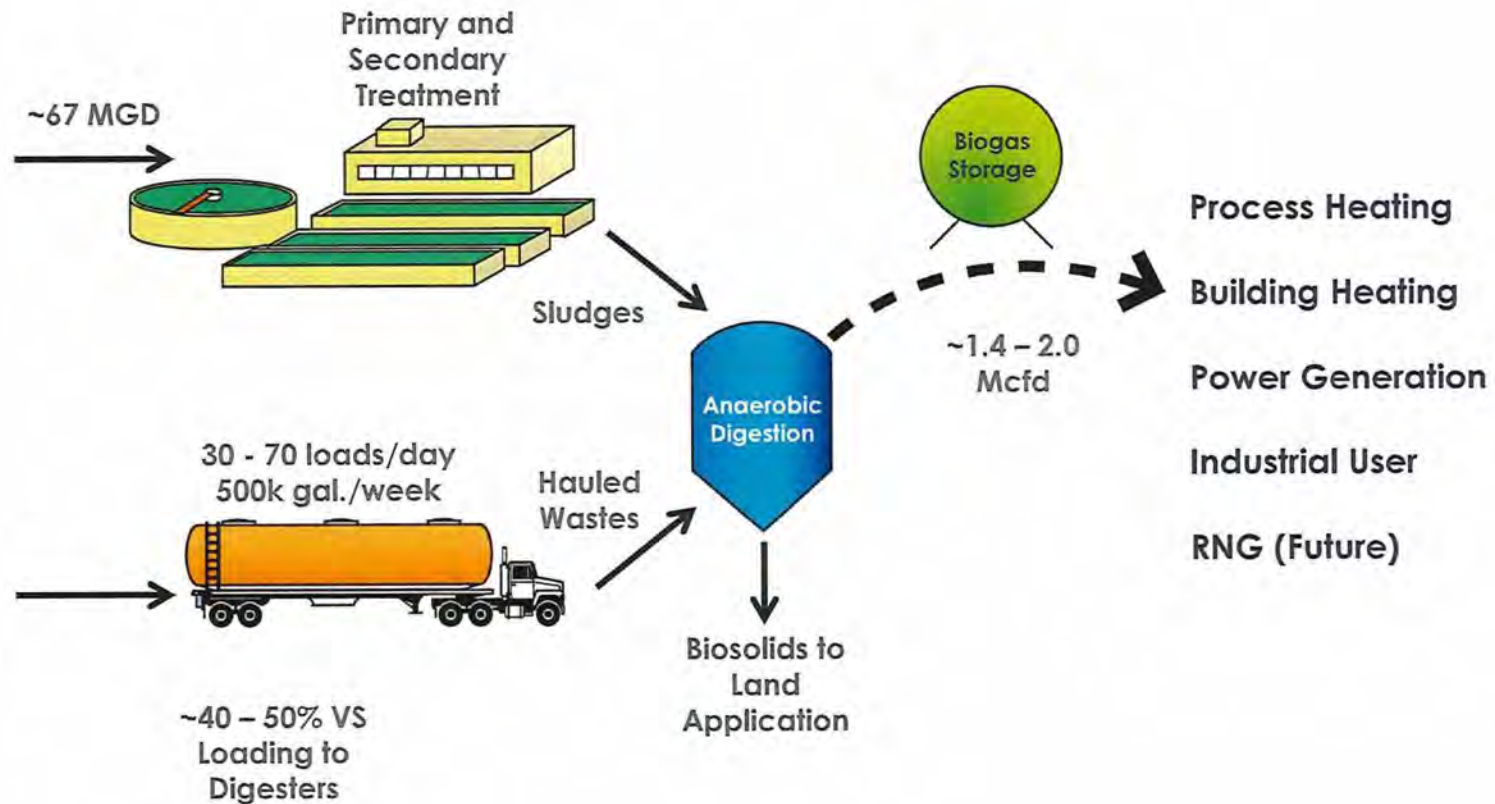 Primary and
Secondary
Treatment
~67 MGD
Sludges
30 - 70 loads/day
500k gal./week
Hauled
Wastes
~40 – 50% VS
Loading to
Digesters
Anaerobic
Digestion
Biosolids to
Land
Application
Biogas
Storage
~1.4 – 2.0
Mcfd
Process Heating
Building Heating
Power Generation
Industrial User
RNG (Future)